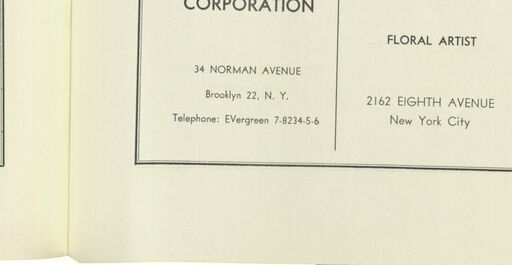 CORPORATION
34 NORMAN AVENUE
Brooklyn 22, N. Y.
Telephone: EVergreen 7-8234-5-6
FLORAL ARTIST
2162 EIGHTH AVENUE
New York City